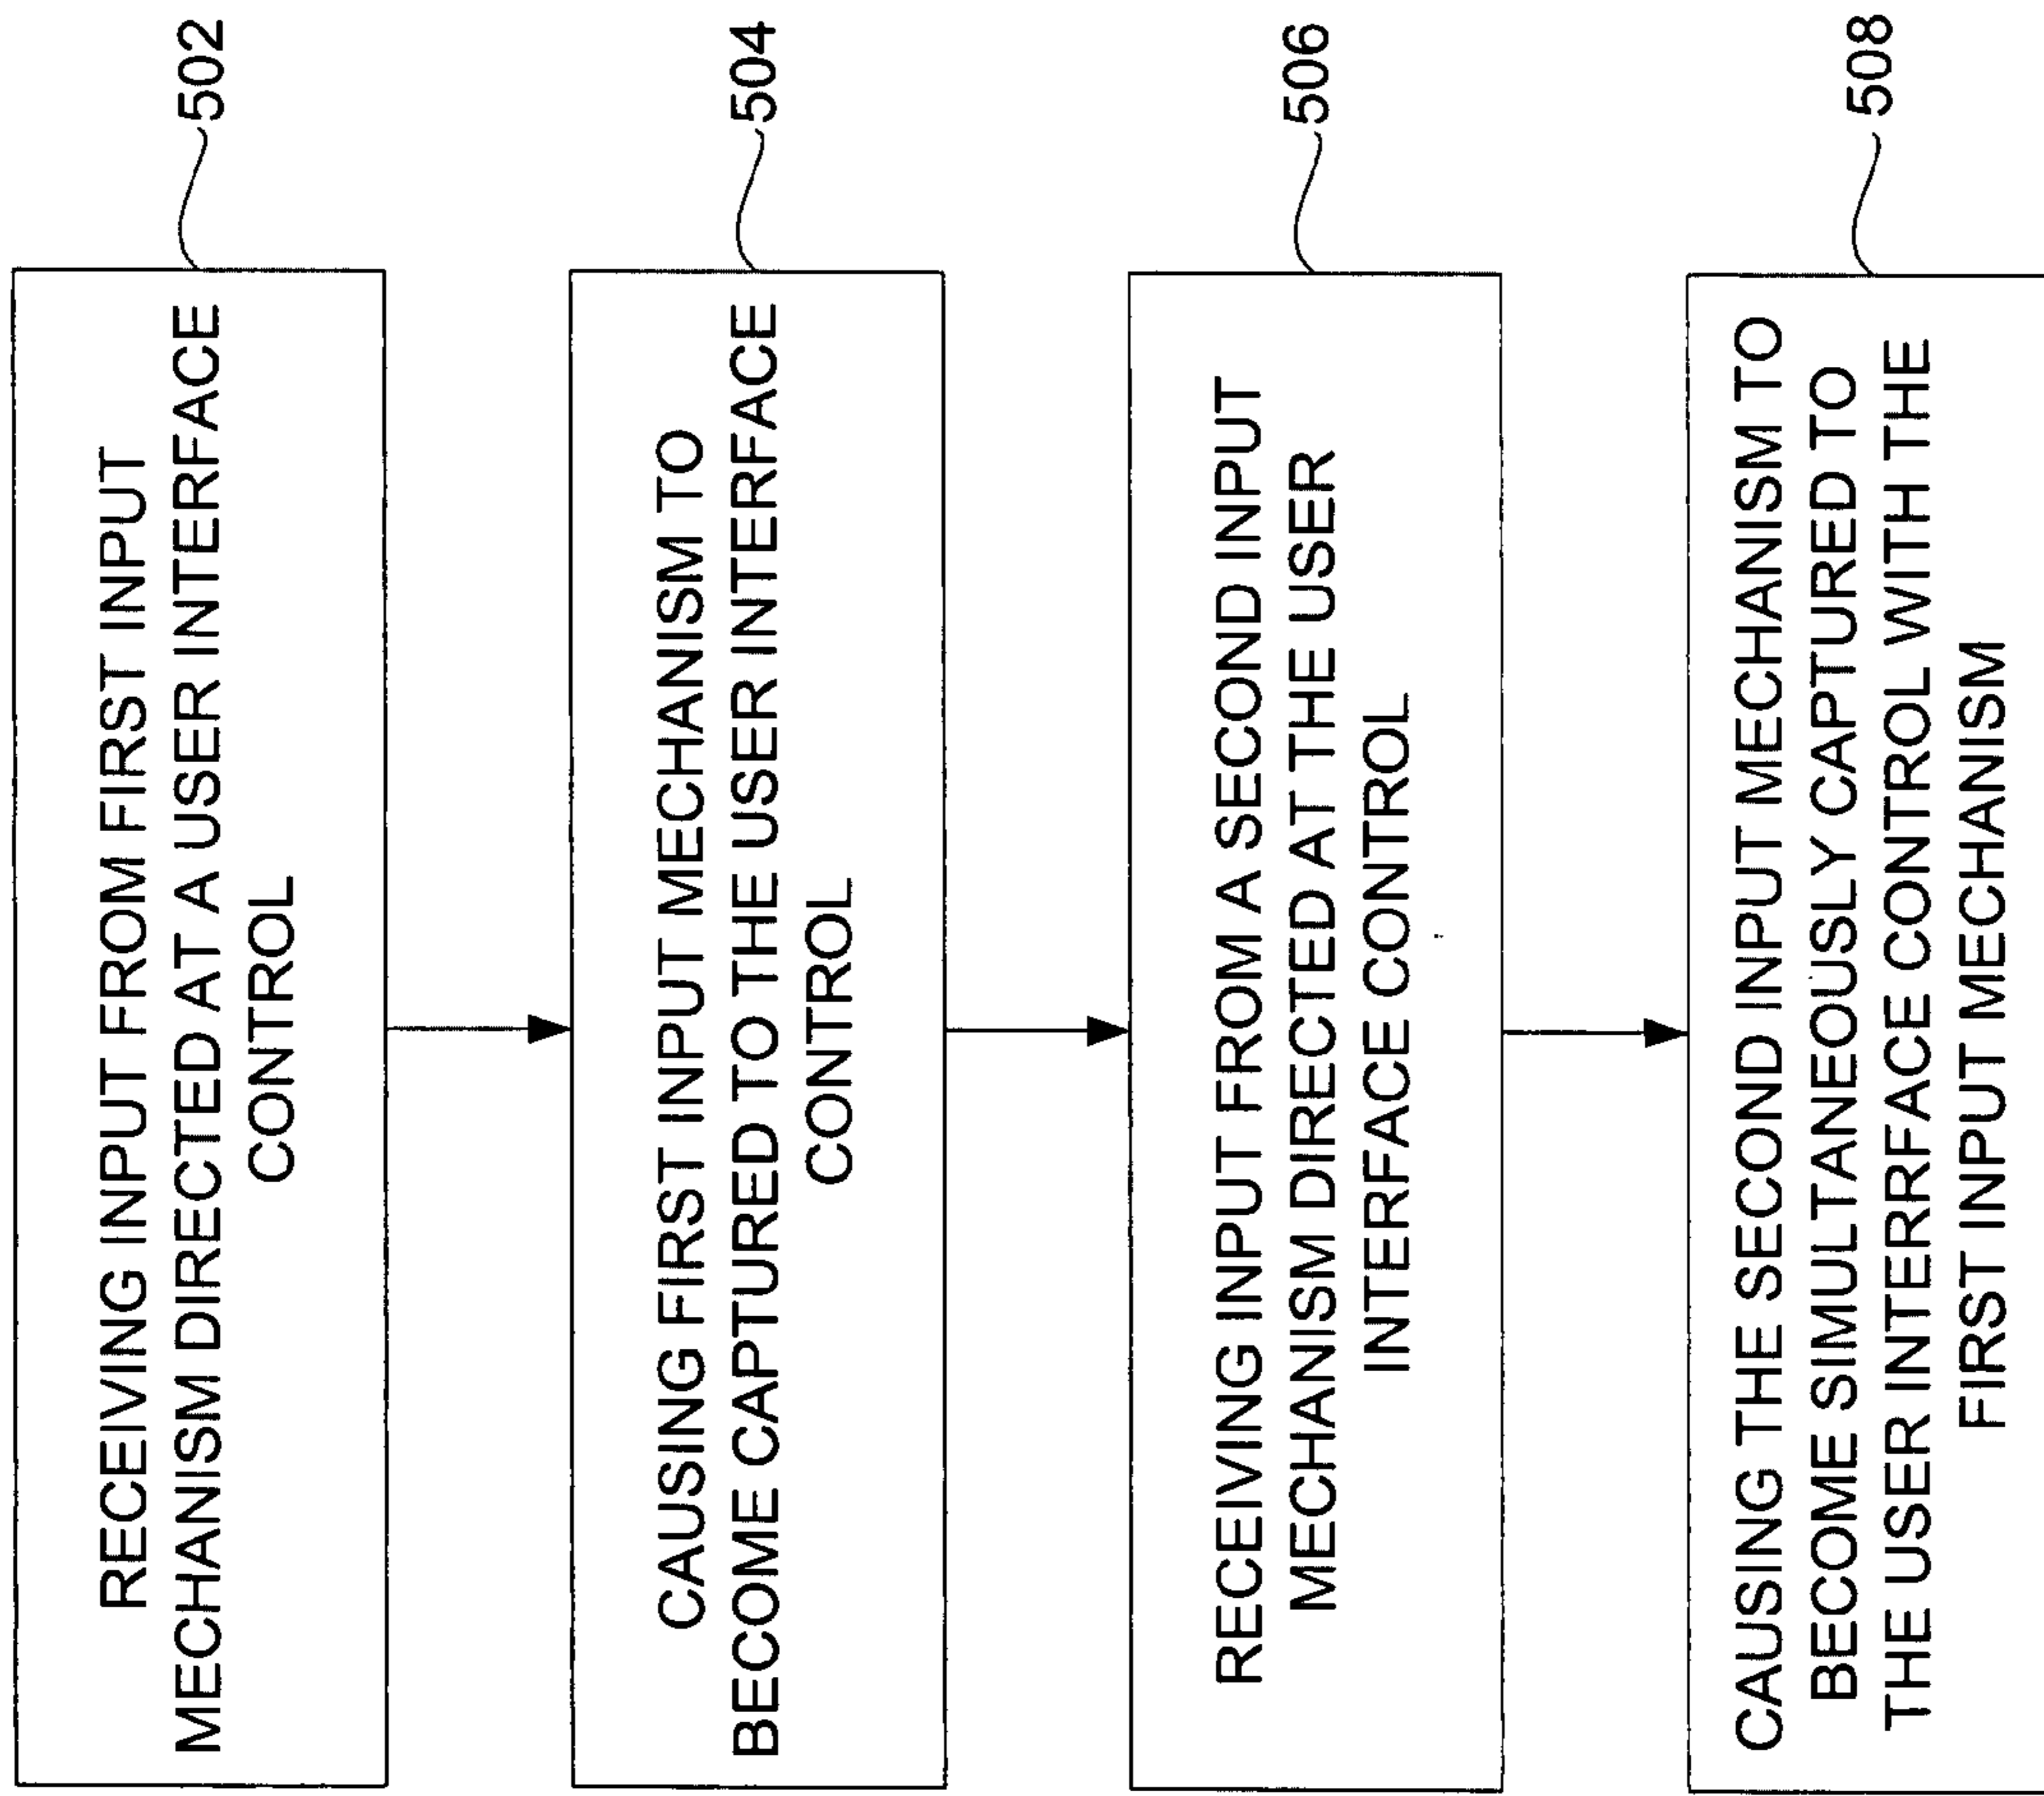 RECEIVING INPUT FROM FIRST INPUT
MECHANISM DIRECTED AT A USER INTERFACE
CONTROL
502
CAUSING FIRST INPUT MECHANISM TO
BECOME CAPTURED TO THE USER INTERFACE
CONTROL
504
RECEIVING INPUT FROM A SECOND INPUT
MECHANISM DIRECTED AT THE USER
INTERFACE CONTROL
506
CAUSING THE SECOND INPUT MECHANISM TO
BECOME SIMULTANEOUSLY CAPTURED TO
THE USER INTERRFACE CONTROL WITH THE
FIRST INPUT MECHANISM
508